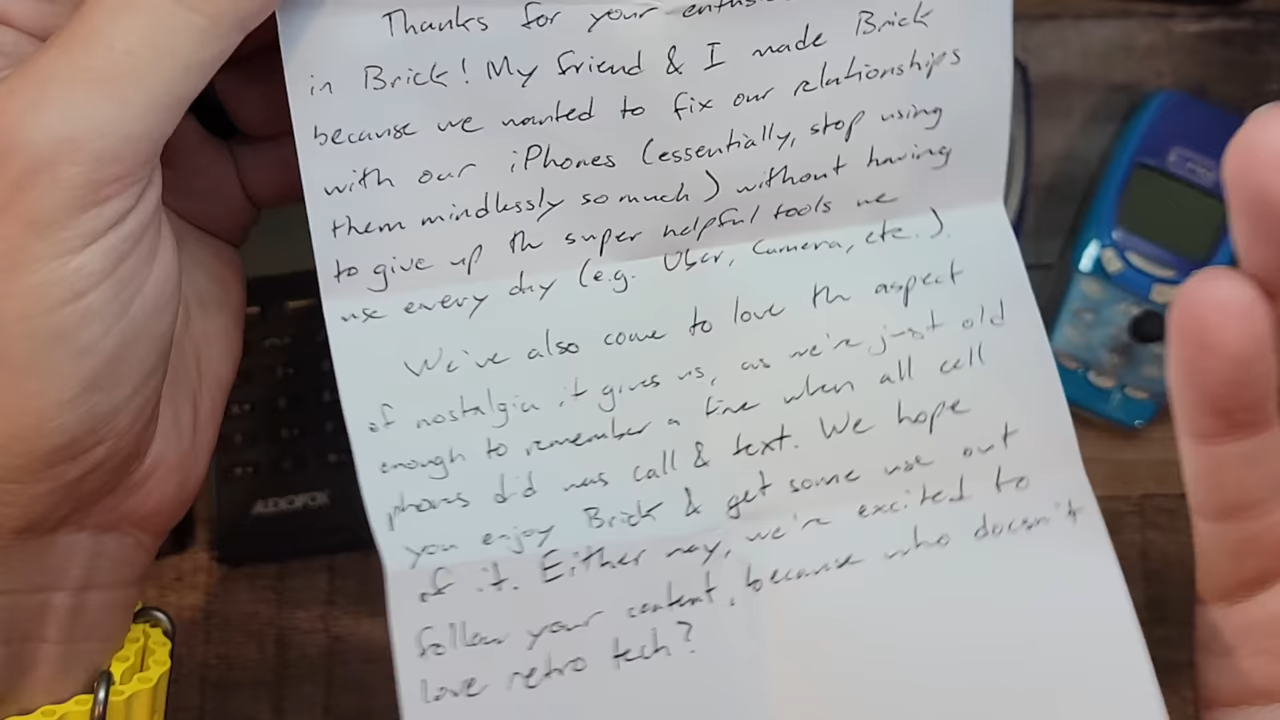 Thanks for your
in Brick! My friend & I made Brick
because we wanted to fix our relationships
with our iPhones (essentially, stop using
them mindlessly so much) without having
to give up the super helpful tools we
use every day (e.g. Uber, Camera, etc.).
We've also come to love the aspect
of nostalgia it gives us, as we're just old
enough to remember a time when all cell
phones did was call & text. We hope
you enjoy Brick & get some use out
of it. Either way, we're excited to
follow your content, because who doesn't
love retro tech?
AUDIOFOX